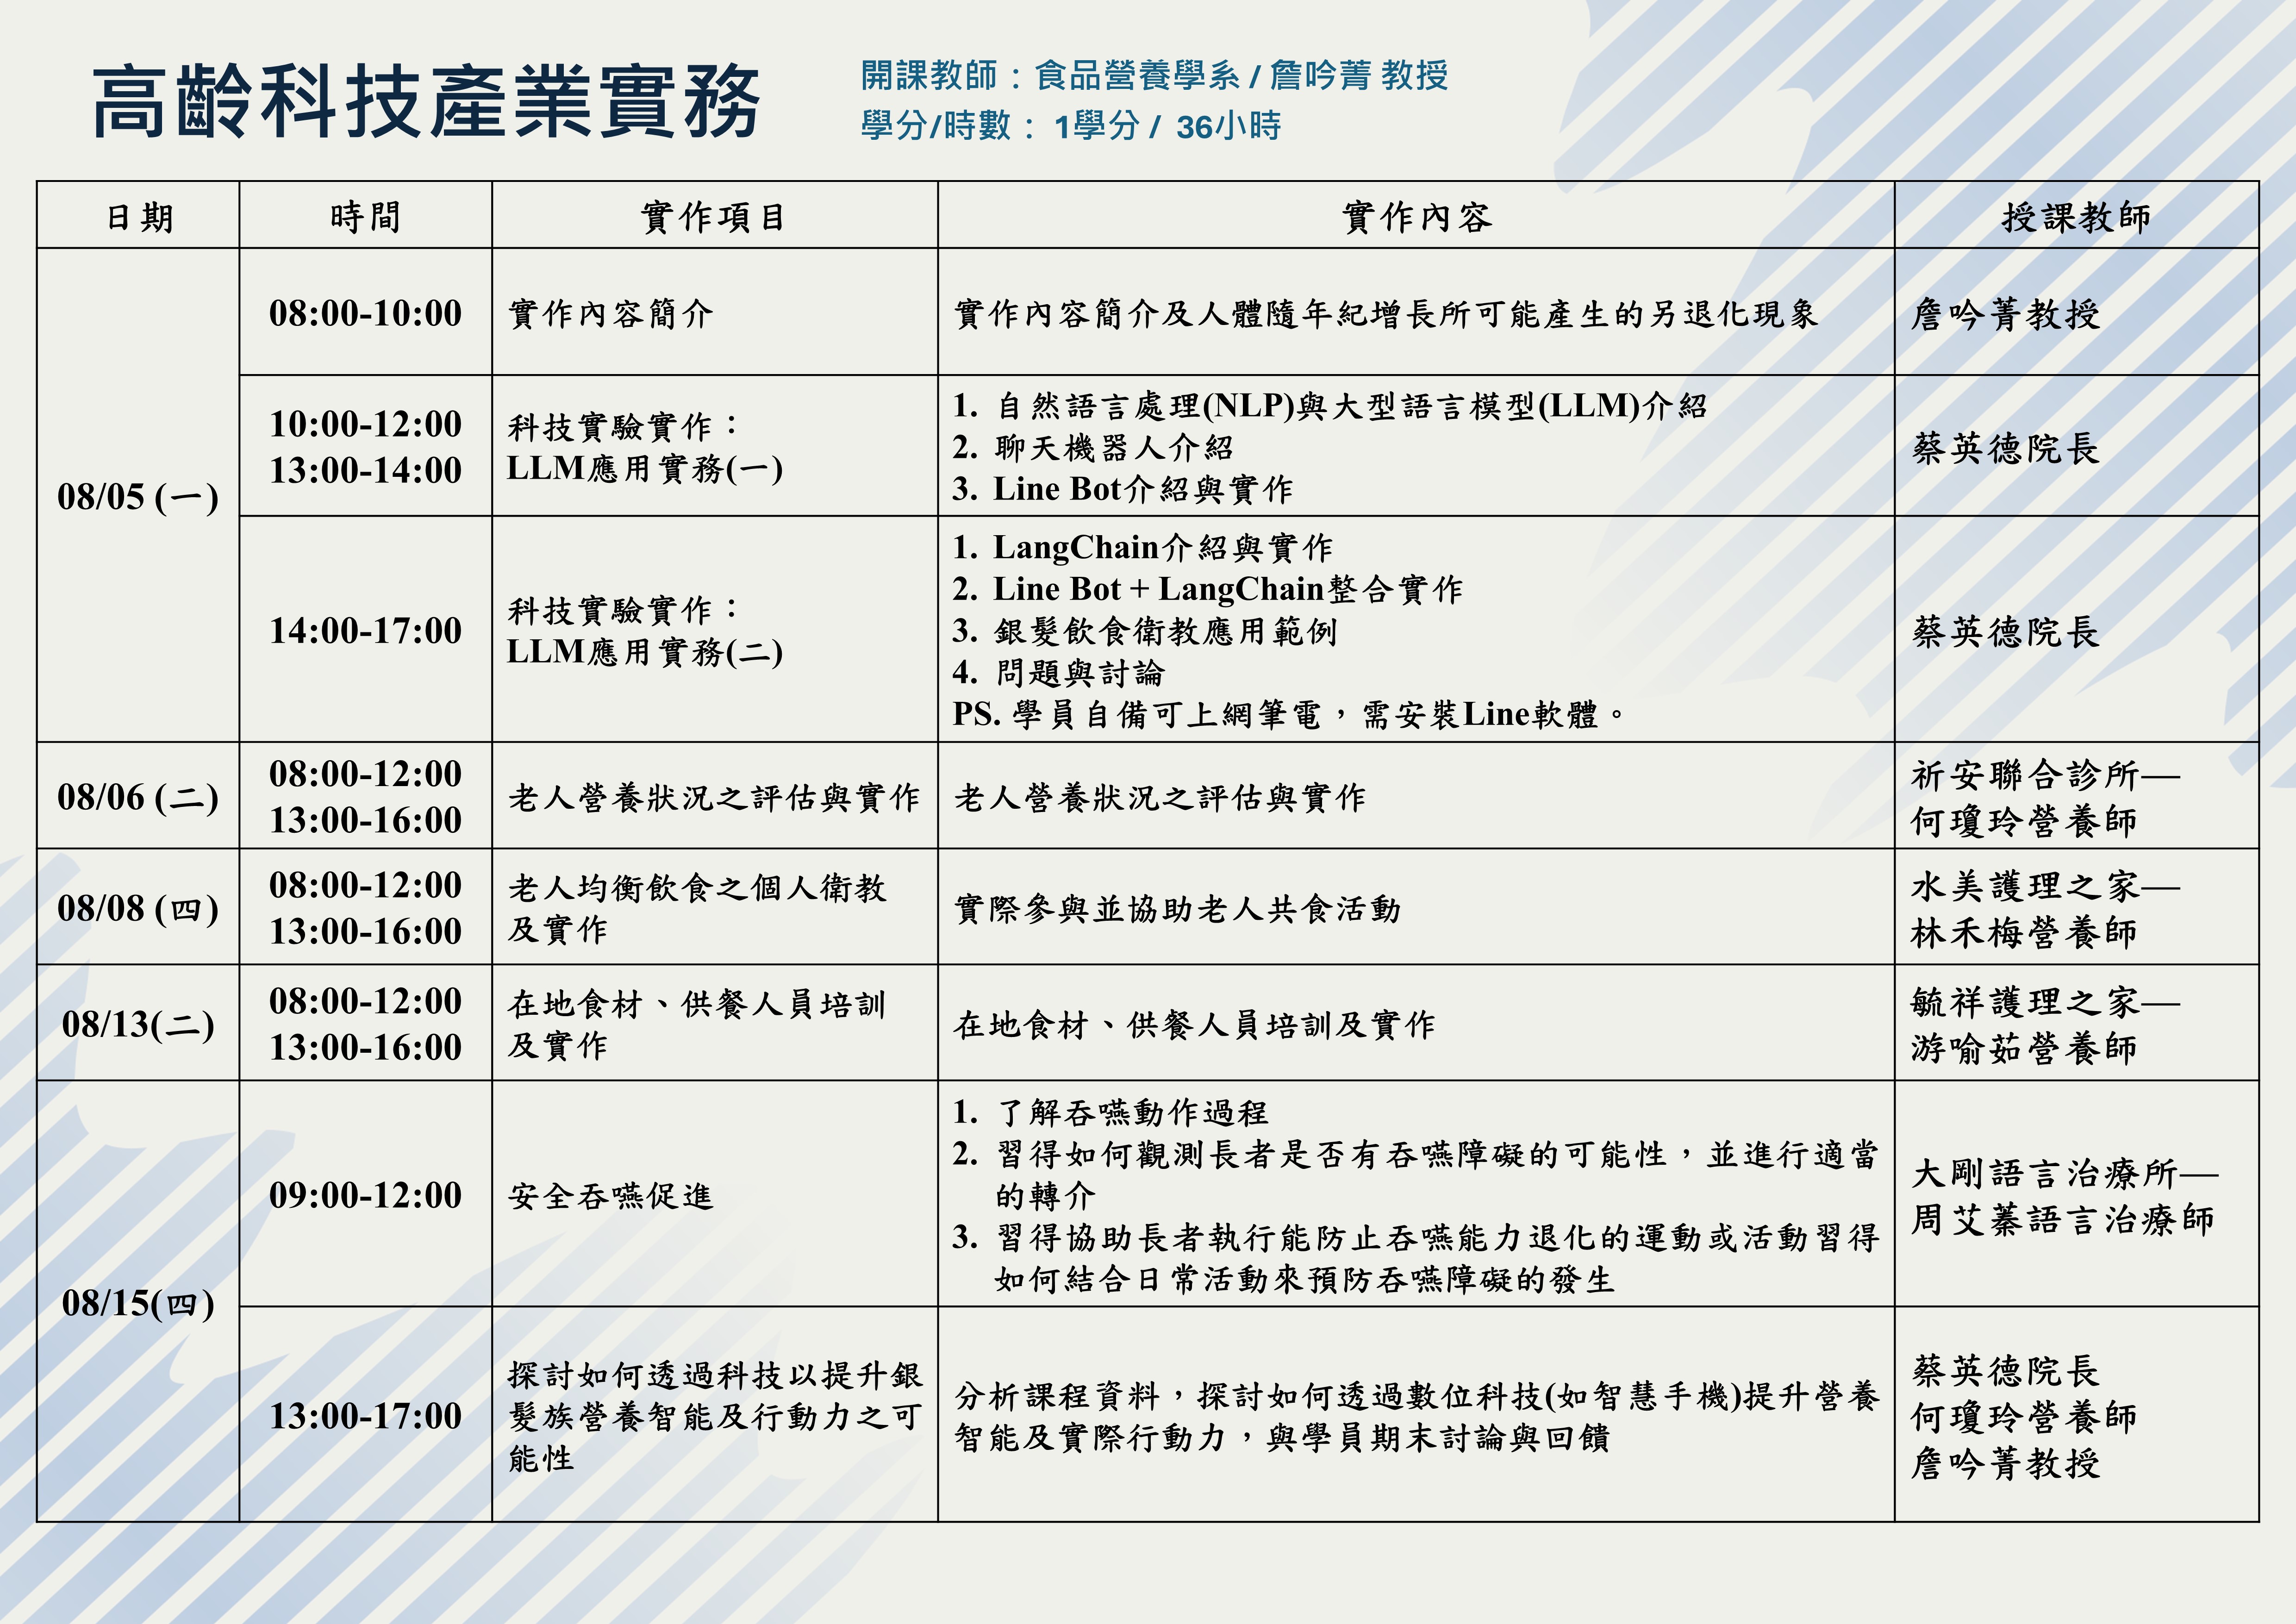 高齡科技產業實務
開課教師：食品營養學系 / 詹吟菁 教授
學分/時數： 1學分 / 36小時
日期 時間 實作項目 實作內容 授課教師
08/05 (一)
08:00-10:00
實作內容簡介
實作內容簡介及人體隨年紀增長所可能產生的另退化現象
詹吟菁教授
10:00-12:00
13:00-14:00
科技實驗實作：
LLM應用實務(一)
1. 自然語言處理(NLP)與大型語言模型(LLM)介紹
2. 聊天機器人介紹
3. Line Bot介紹與實作
蔡英德院長
14:00-17:00
科技實驗實作：
LLM應用實務(二)
1. LangChain介紹與實作
2. Line Bot + LangChain整合實作
3. 銀髮飲食衛教應用範例
4. 問題與討論
PS. 學員自備可上網筆電，需安裝Line軟體。
蔡英德院長
08/06 (二)
08:00-12:00
13:00-16:00
老人營養狀況之評估與實作
老人營養狀況之評估與實作
祈安聯合診所—
何瓊玲營養師
08/08 (四)
08:00-12:00
13:00-16:00
老人均衡飲食之個人衛教
及實作
實際參與並協助老人共食活動
水美護理之家—
林禾梅營養師
08/13(二)
08:00-12:00
13:00-16:00
在地食材、供餐人員培訓
及實作
在地食材、供餐人員培訓及實作
毓祥護理之家—
游喻茹營養師
08/15(四)
09:00-12:00
安全吞嚥促進
1. 了解吞嚥動作過程
2. 習得如何觀測長者是否有吞嚥障礙的可能性，並進行適當
的轉介
3. 習得協助長者執行能防止吞嚥能力退化的運動或活動習得
如何結合日常活動來預防吞嚥障礙的發生
大剛語言治療所—
周艾蓁語言治療師
13:00-17:00
探討如何透過科技以提升銀
髮族營養智能及行動力之可
能性
分析課程資料，探討如何透過數位科技(如智慧手機)提升營養
智能及實際行動力，與學員期末討論與回饋
蔡英德院長
何瓊玲營養師
詹吟菁教授